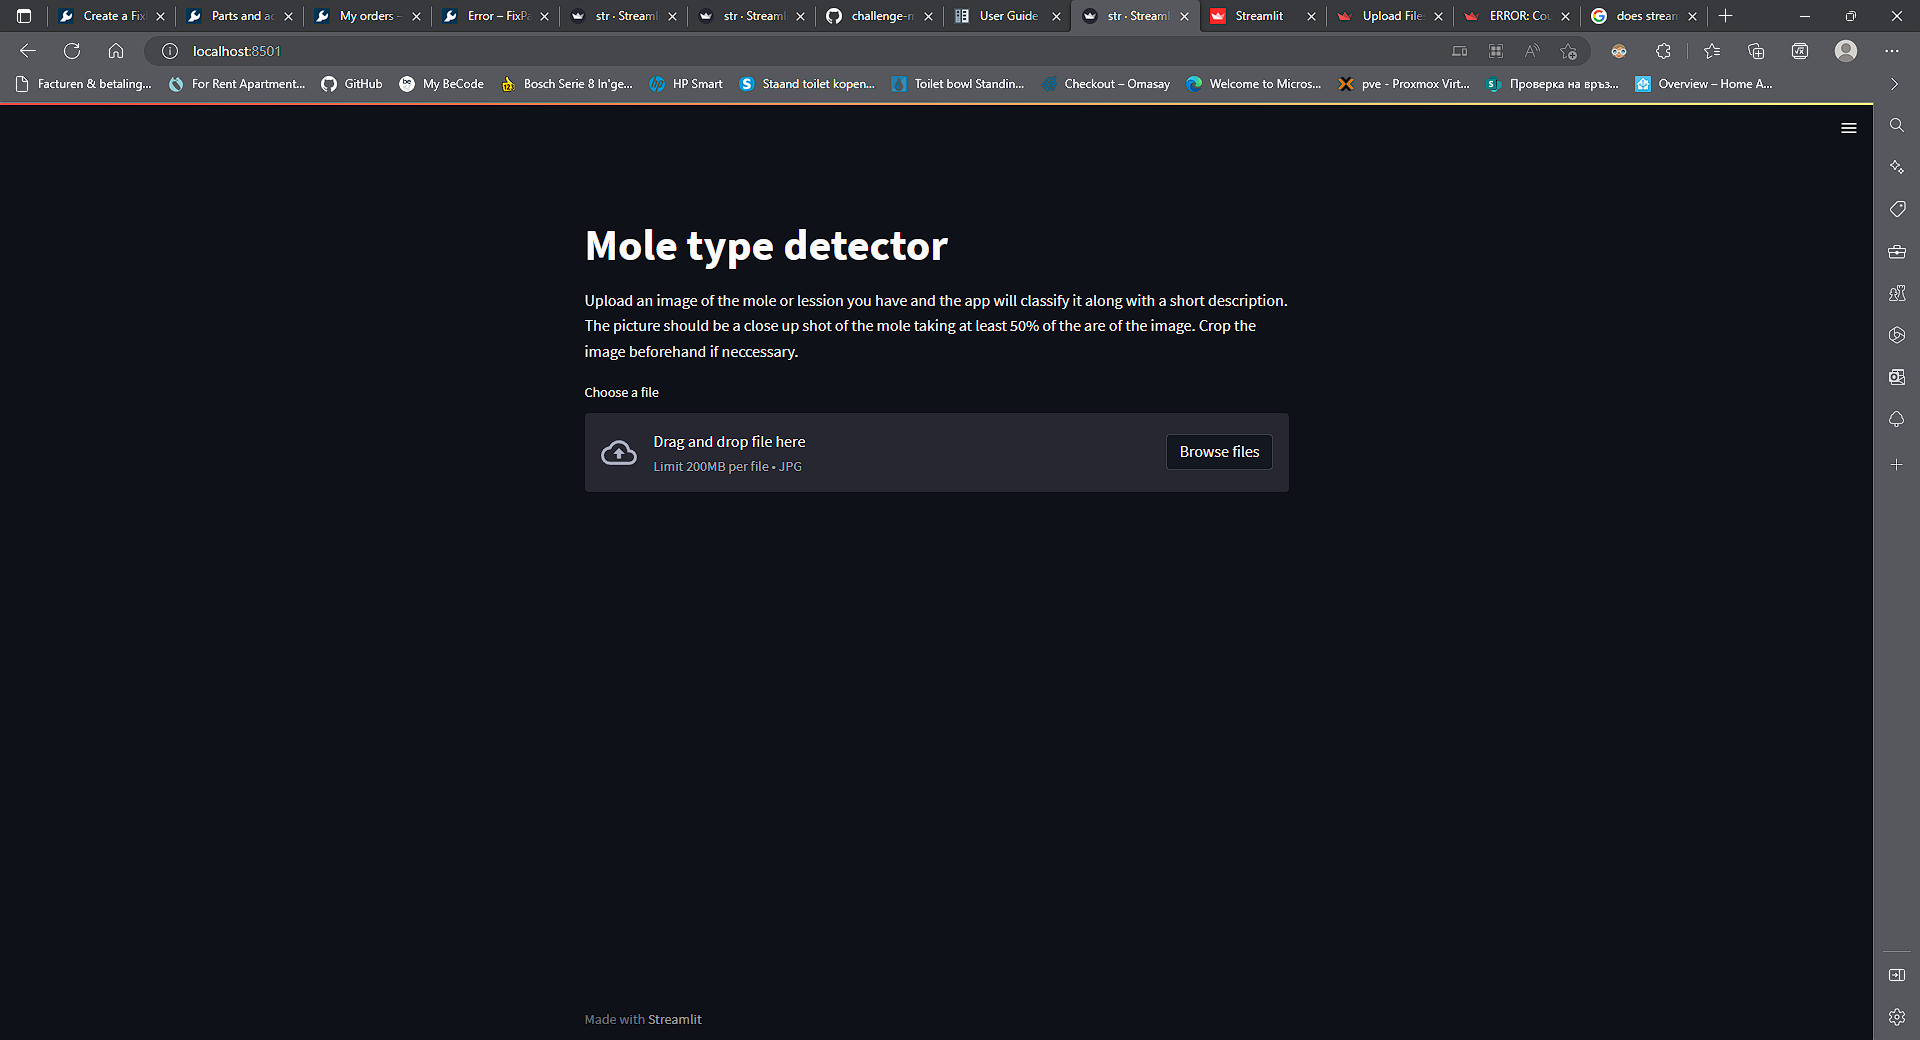 Create a Fix
Parts and ac
My orders –
Error – FixPa
str · Streaml
str · Streaml
challenge-m
User Guide
str · Streaml
Streamlit
Upload File
ERROR: Cou
does stream
localhost:8501
Facturen & betaling...
For Rent Apartment...
GitHub
My BeCode
Bosch Serie 8 In'ge...
HP Smart
Staand toilet kopen...
Toilet bowl Standin...
Checkout – Omasay
Welcome to Micros...
pve - Proxmox Virt...
Проверка на връз...
Overview – Home A...
Mole type detector
Upload an image of the mole or lession you have and the app will classify it along with a short description.
The picture should be a close up shot of the mole taking at least 50% of the are of the image. Crop the
image beforehand if neccessary.
Choose a file
Drag and drop file here
Limit 200MB per file • JPG
Browse files
Made with Streamlit